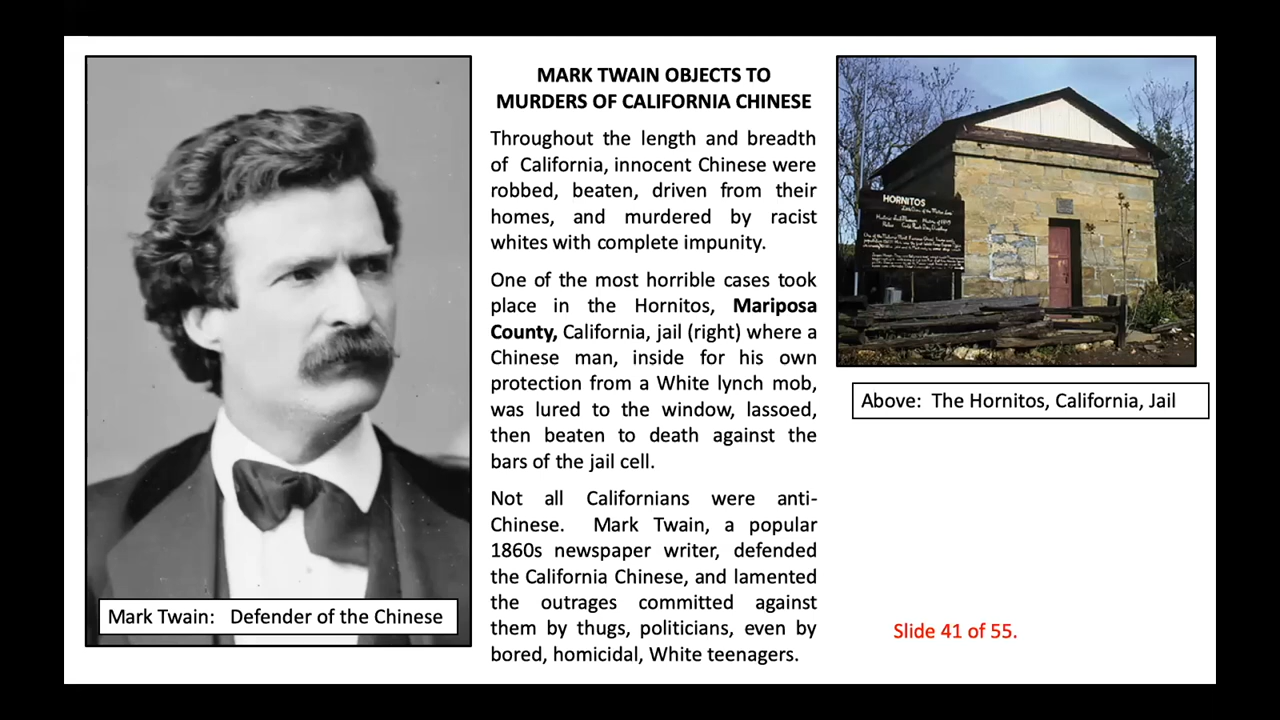 MARK TWAIN OBJECTS TO
MURDERS OF CALIFORNIA CHINESE
Throughout the length and breadth
of California, innocent Chinese were
robbed, beaten, driven from their
homes, and murdered by racist
whites with complete impunity.
One of the most horrible cases took
place in the Hornitos, Mariposa
County, California, jail (right) where a
Chinese man, inside for his own
protection from a White lynch mob,
was lured to the window, lassoed,
then beaten to death against the
bars of the jail cell.
Not all Californians were anti-
Chinese. Mark Twain, a popular
1860s newspaper writer, defended
the California Chinese, and lamented
the outrages committed against
them by thugs, politicians, even by
bored, homicidal, White teenagers.
Mark Twain: Defender of the Chinese
HORNITOS
Above: The Hornitos, California, Jail
Slide 41 of 55.